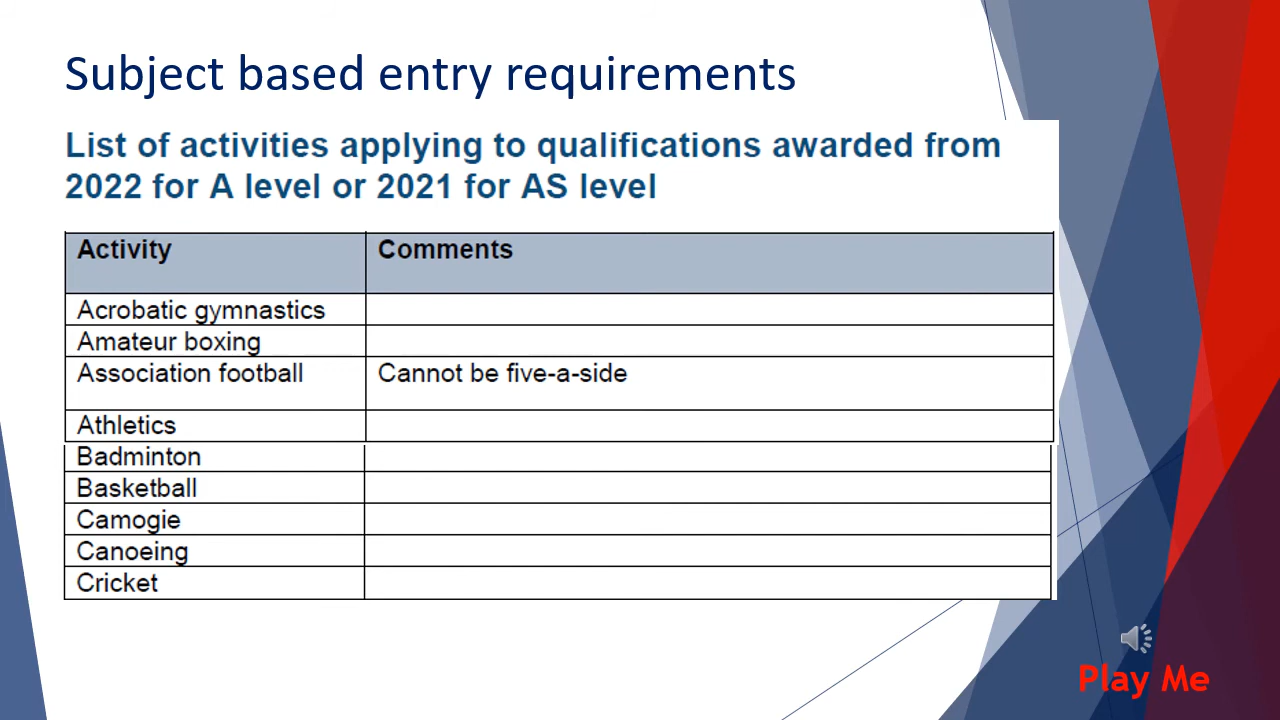 Subject based entry requirements
List of activities applying to qualifications awarded from
2022 for A level or 2021 for AS level
Activity Comments
Acrobatic gymnastics
Amateur boxing
Association football Cannot be five-a-side
Athletics
Badminton
Basketball
Camogie
Canoeing
Cricket
Play Me